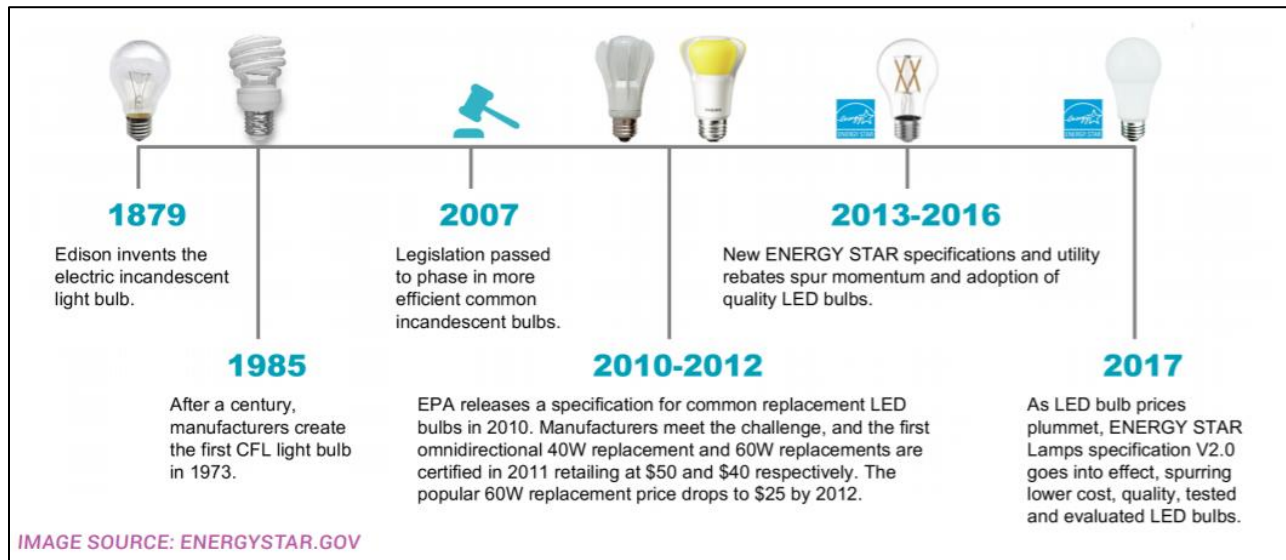 1879
Edison invents the
electric incandescent
light bulb.
1985
After a century,
manufacturers create
the first CFL light bulb
in 1973.
2007
Legislation passed
to phase in more
efficient common
incandescent bulbs.
2010-2012
EPA releases a specification for common replacement LED
bulbs in 2010. Manufacturers meet the challenge, and the first
omnidirectional 40W replacement and 60W replacements are
certified in 2011 retailing at $50 and $40 respectively. The
popular 60W replacement price drops to $25 by 2012.
ENERGY STAR
2013-2016
New ENERGY STAR specifications and utility
rebates spur momentum and adoption of
quality LED bulbs.
ENERGY STAR
2017
As LED bulb prices
plummet, ENERGY STAR
Lamps specification V2.0
goes into effect, spurring
lower cost, quality, tested
and evaluated LED bulbs.
IMAGE SOURCE: ENERGYSTAR.GOV